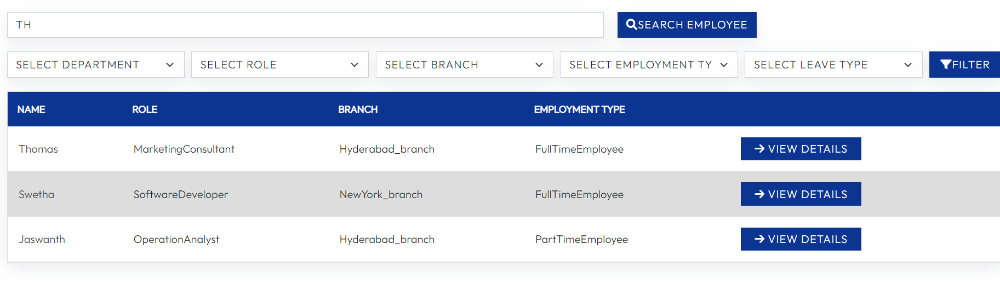 TH
SEARCH EMPLOYEE
SELECT DEPARTMENT SELECT ROLE SELECT BRANCH SELECT EMPLOYMENT TY SELECT LEAVE TYPE FILTER
NAME ROLE BRANCH EMPLOYMENT TYPE
Thomas MarketingConsultant Hyderabad_branch FullTimeEmployee VIEW DETAILS
Swetha SoftwareDeveloper NewYork_branch FullTimeEmployee VIEW DETAILS
Jaswanth OperationAnalyst Hyderabad_branch PartTimeEmployee VIEW DETAILS